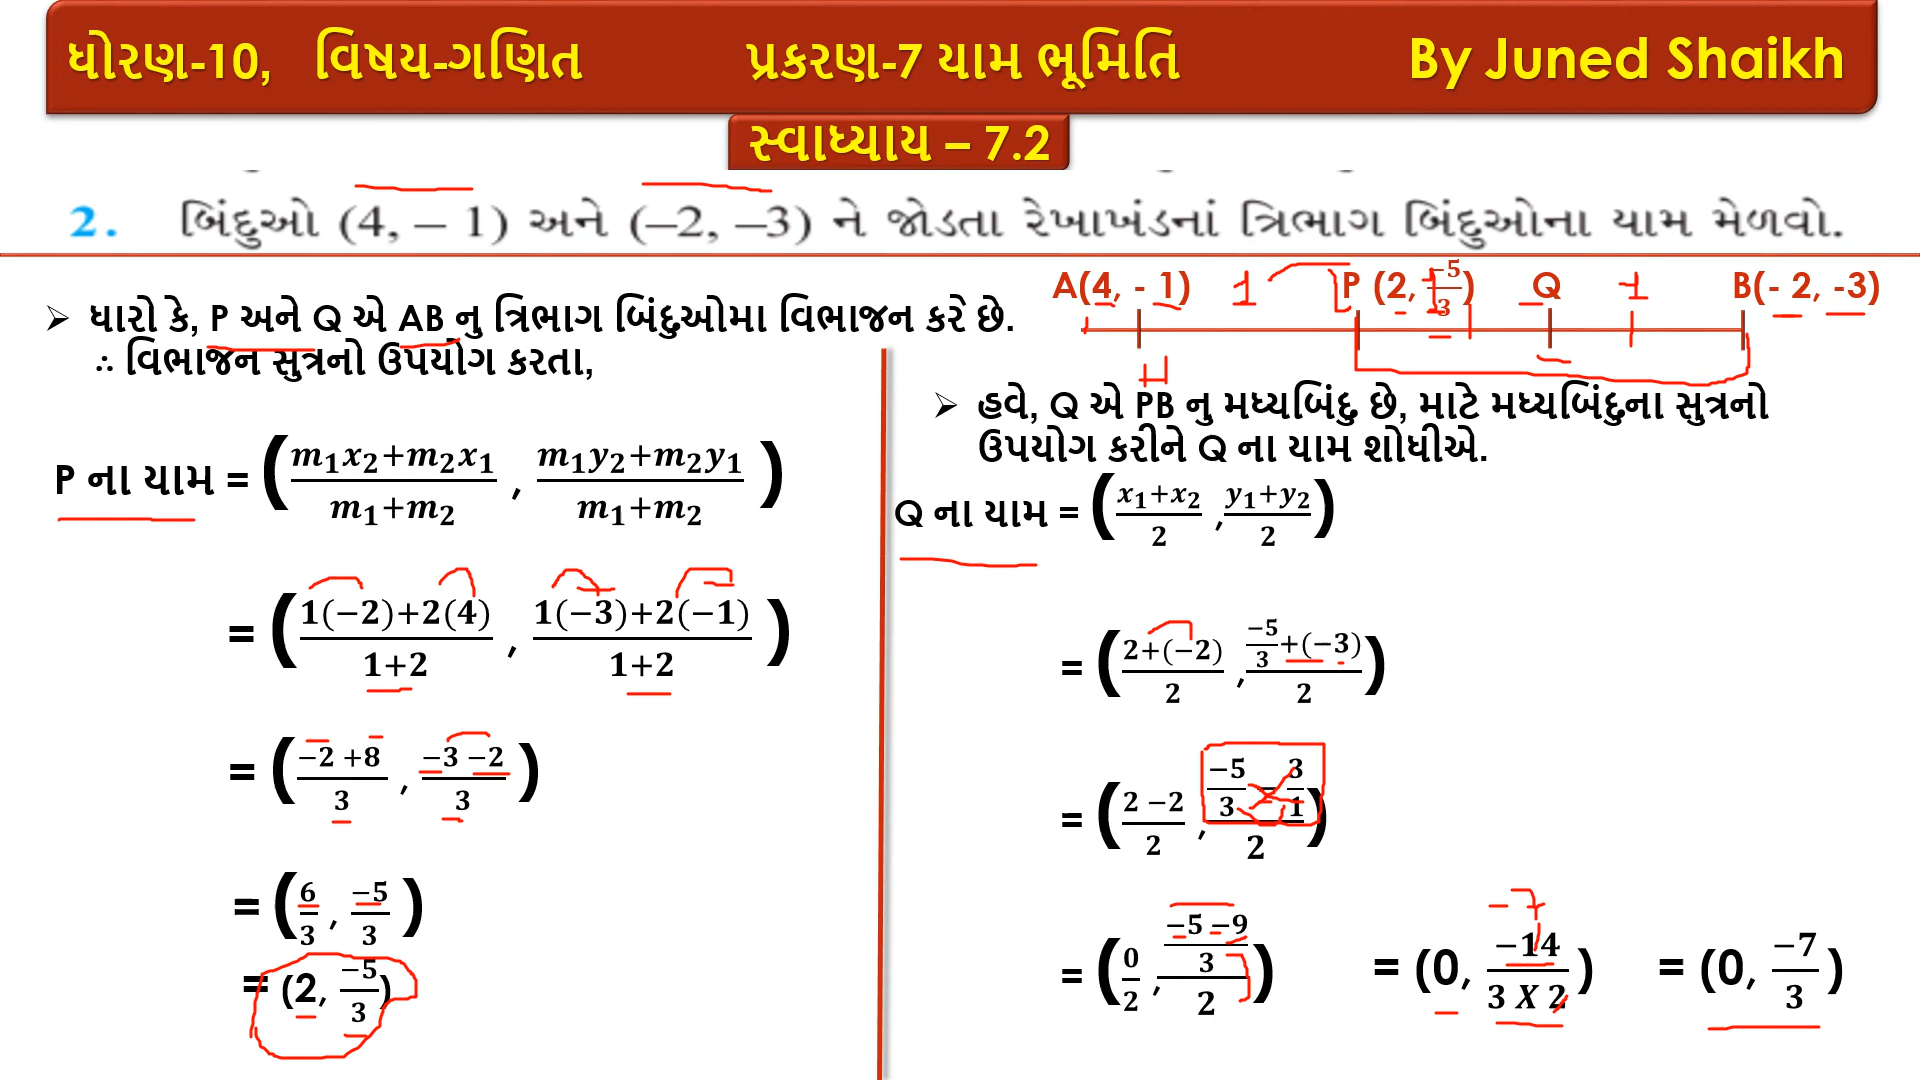 ધોરણ-10, વિષય-ગણિત પ્રકરણ-7 યામ ભૂમિતિ By Juned Shaikh
સ્વાધ્યાય – 7.2
2. બિંદુઓ (4, – 1) અને (–2, –3) ને જોડતા રેખાખંડનાં ત્રિભાગ બિંદુઓના યામ મેળવો.
A(4, - 1) 1 P (2, -5/3) Q 1 B(- 2, -3)
➢ ધારો કે, P અને Q એ AB નુ ત્રિભાગ બિંદુઓમા વિભાજન કરે છે.
∴ વિભાજન સુત્રનો ઉપયોગ કરતા,
P ના યામ = ( (m₁x₂+m₂x₁)/(m₁+m₂) , (m₁y₂+m₂y₁)/(m₁+m₂) )
= ( (1(−2)+2(4))/(1+2) , (1(−3)+2(−1))/(1+2) )
= ( (−2 +8)/3 , (−3 −2)/3 )
= ( 6/3 , −5/3 )
= (2, −5/3)
➢ હવે, Q એ PB નુ મધ્યબિંદુ છે, માટે મધ્યબિંદુના સુત્રનો
ઉપયોગ કરીને Q ના યામ શોધીએ.
Q ના યામ = ( (x₁+x₂)/2 , (y₁+y₂)/2 )
= ( (2+(−2))/2 , (−5/3+(−3))/2 )
= ( (2 −2)/2 , (−5/3 − 3/1)/2 )
= ( 0/2 , ((−5 −9)/3)/2 ) = (0, −14/(3 X 2) ) = (0, −7/3 )
−7